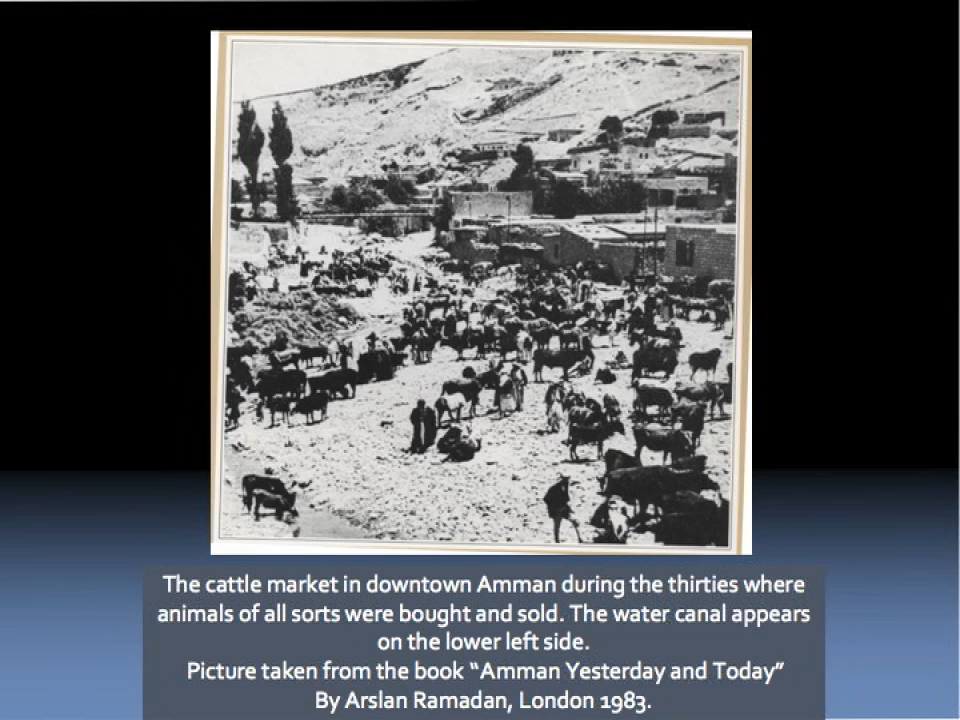 The cattle market in downtown Amman during the thirties where
animals of all sorts were bought and sold. The water canal appears
on the lower left side.
Picture taken from the book “Amman Yesterday and Today”
By Arslan Ramadan, London 1983.